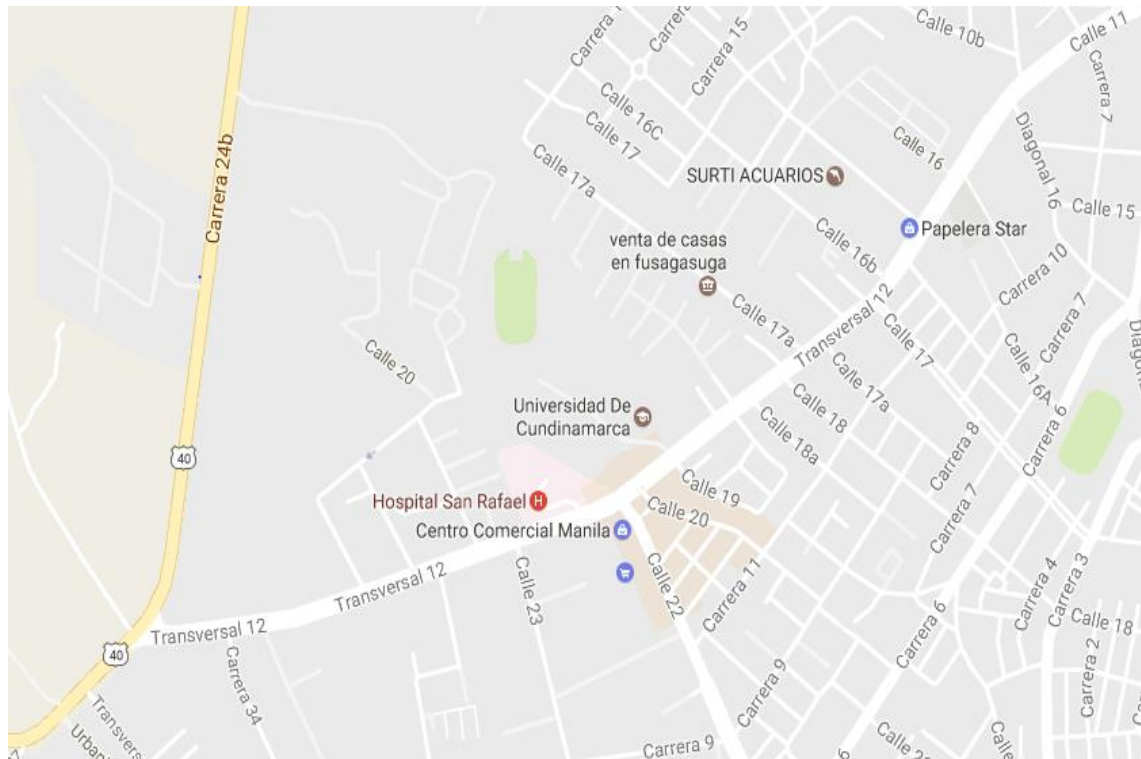 Calle 11
Calle 10b
Carrera 15
Carrera 7
Calle 16C
Calle 17
Calle 17a
Carrera 24b
Calle 16
Diagonal 16
SURTI ACUARIOS
Calle 15
Papelera Star
venta de casas
en fusagasuga
Calle 16b
Carrera 10
Carrera 7
Calle 17a
Transversal 12
Calle 17
Calle 17a
Calle 16A
Calle 20
Carrera 6
Calle 18
Universidad De
Cundinamarca
Calle 18a
Carrera 8
40
Calle 19
Hospital San Rafael
H
Calle 20
Carrera 7
Centro Comercial Manila
Transversal 12
Calle 23
Calle 22
Carrera 11
Carrera 4
Carrera 3
Transversal 12
Carrera 6
Calle 18
40
Carrera 34
Carrera 9
Carrera 2
Carrera 9